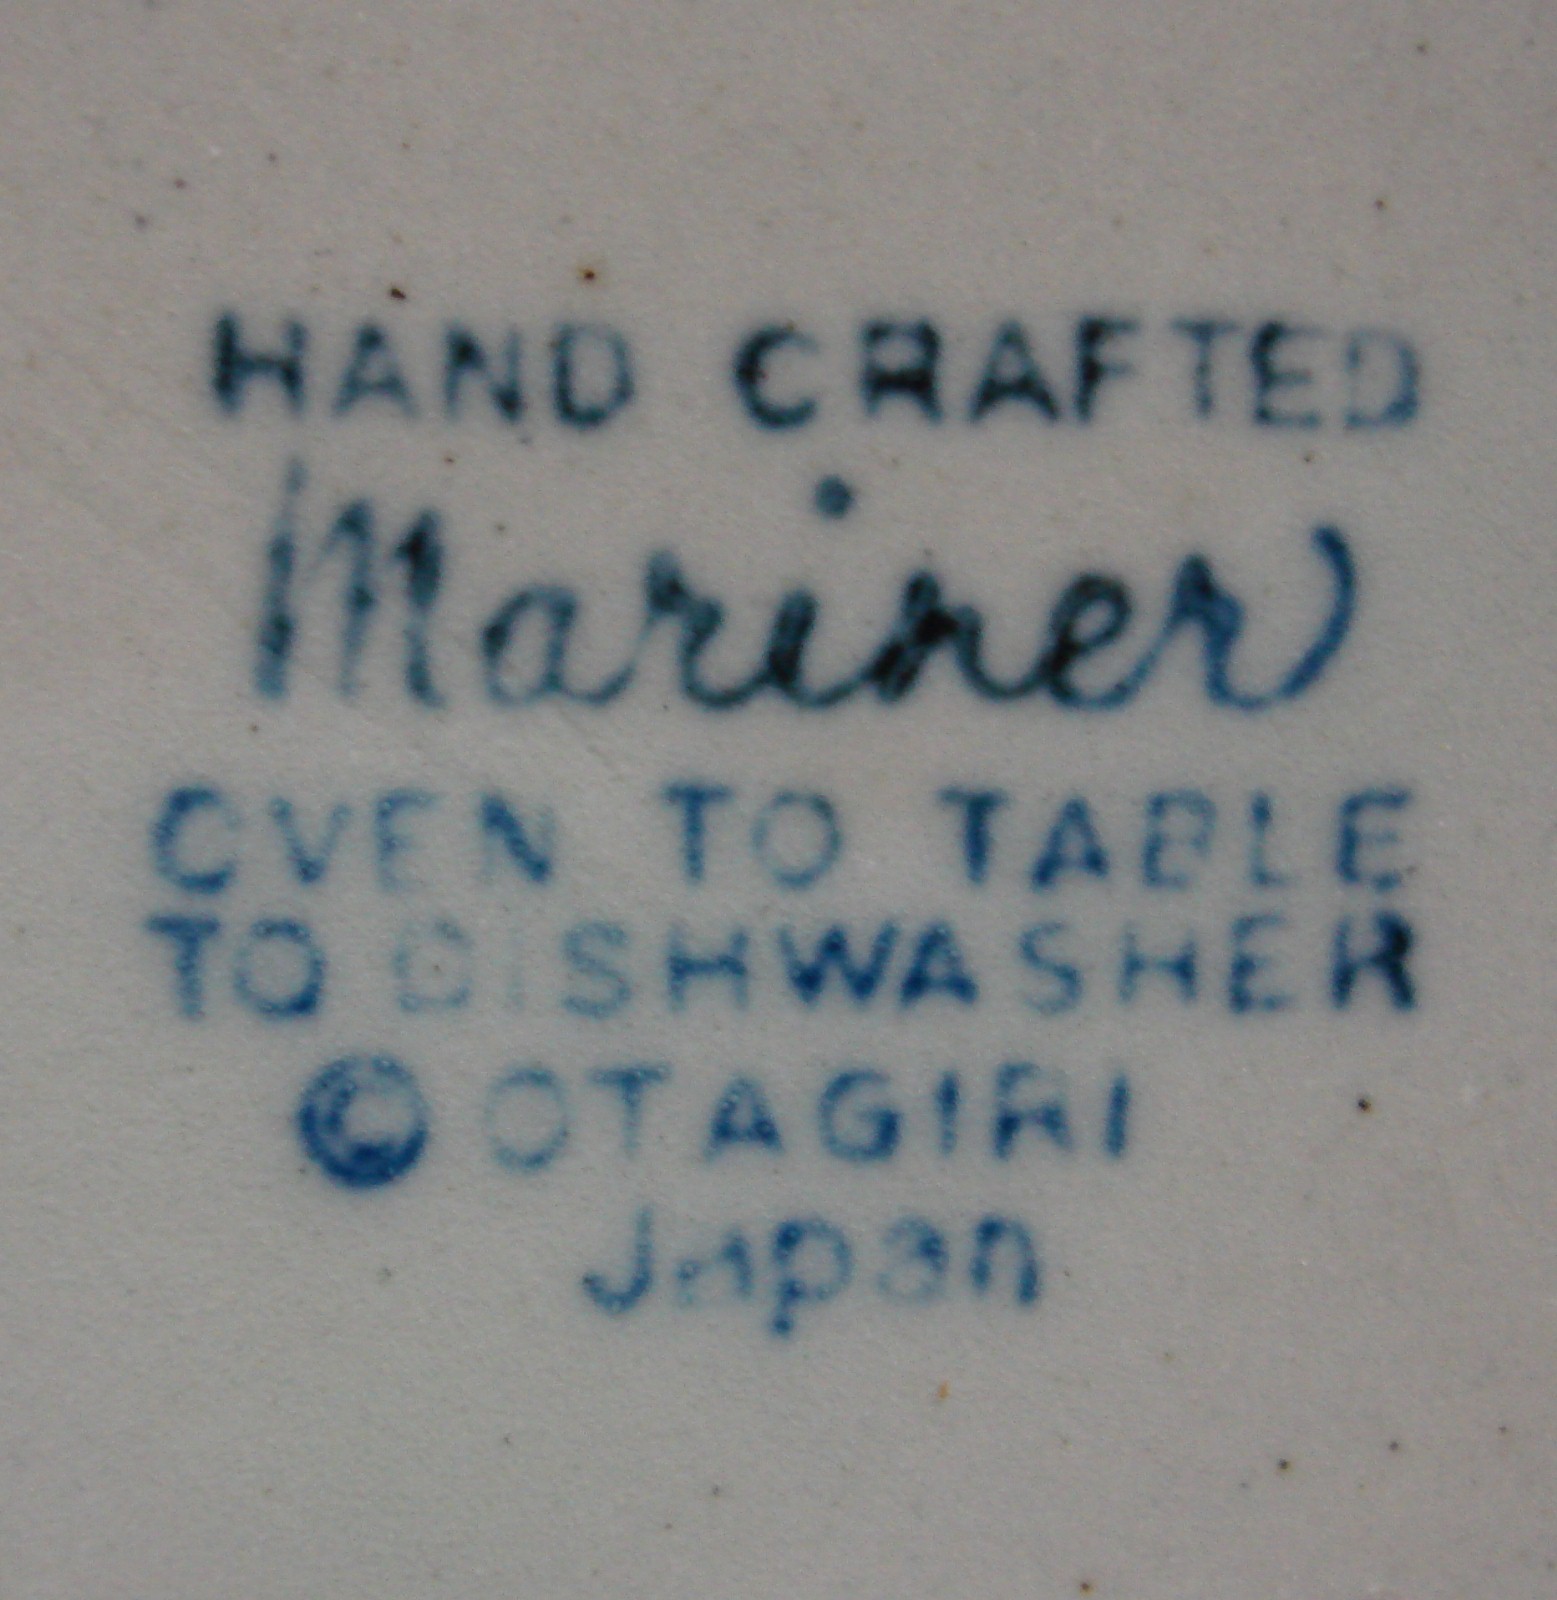 HAND CRAFTED
Mariner
OVEN TO TABLE
TO DISHWASHER
© OTAGIRI
Japan